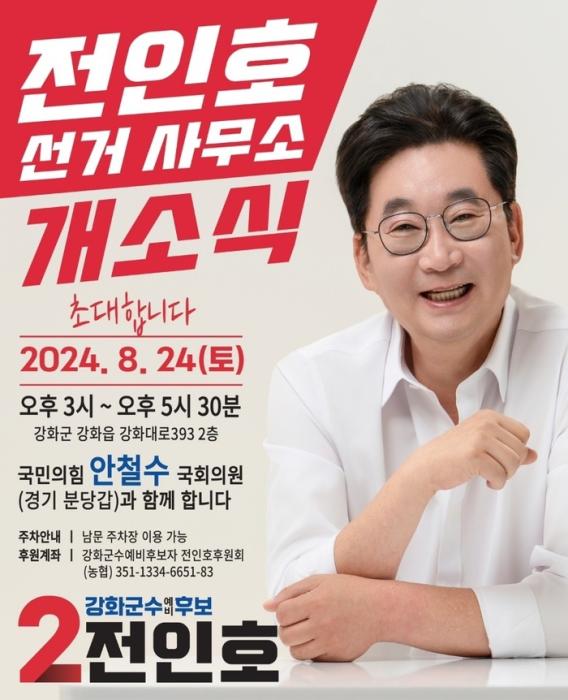 전인호
선거 사무소
개소식
초대합니다
2024. 8. 24(토)
오후 3시 ~ 오후 5시 30분
강화군 강화읍 강화대로393 2층
국민의힘 안철수 국회의원
(경기 분당갑)과 함께 합니다
주차안내 | 남문 주차장 이용 가능
후원계좌 | 강화군수예비후보자 전인호후원회
(농협) 351-1334-6651-83
강화군수예비후보
2전인호